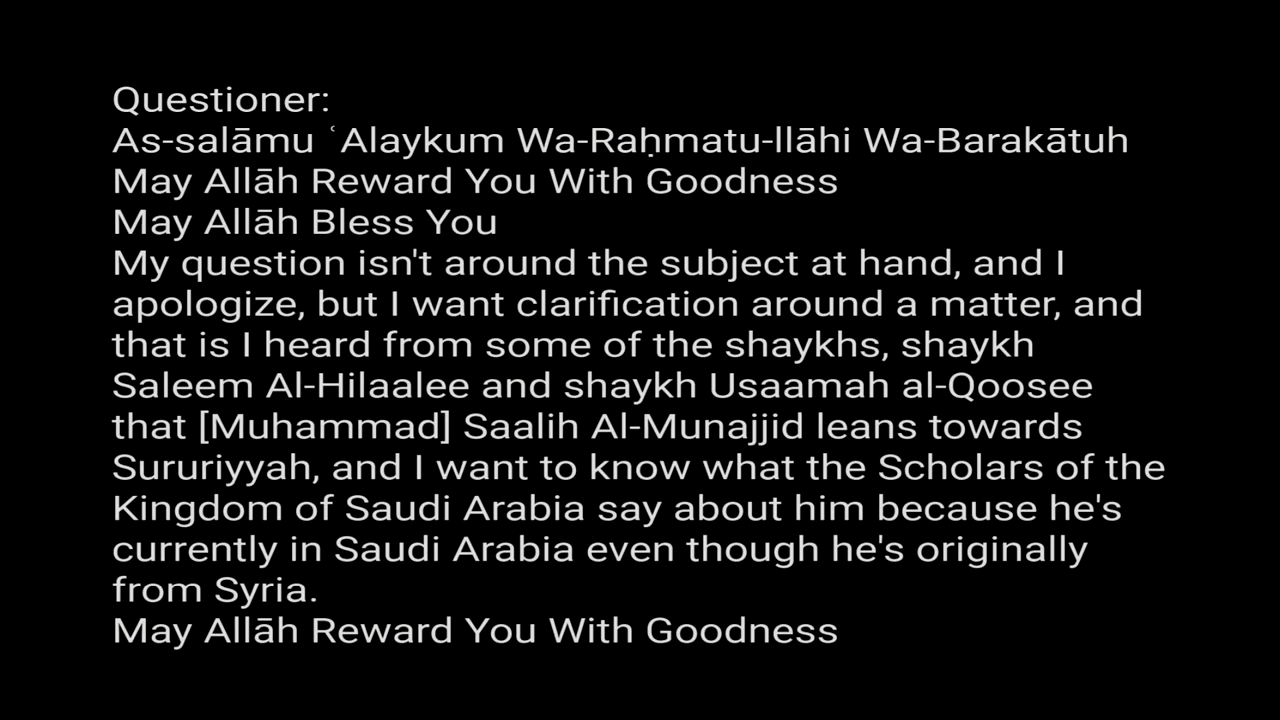 Questioner:
As-salāmu ʿAlaykum Wa-Raḥmatu-llāhi Wa-Barakātuh
May Allāh Reward You With Goodness
May Allāh Bless You
My question isn't around the subject at hand, and I
apologize, but I want clarification around a matter, and
that is I heard from some of the shaykhs, shaykh
Saleem Al-Hilaalee and shaykh Usaamah al-Qoosee
that [Muhammad] Saalih Al-Munajjid leans towards
Sururiyyah, and I want to know what the Scholars of the
Kingdom of Saudi Arabia say about him because he's
currently in Saudi Arabia even though he's originally
from Syria.
May Allāh Reward You With Goodness